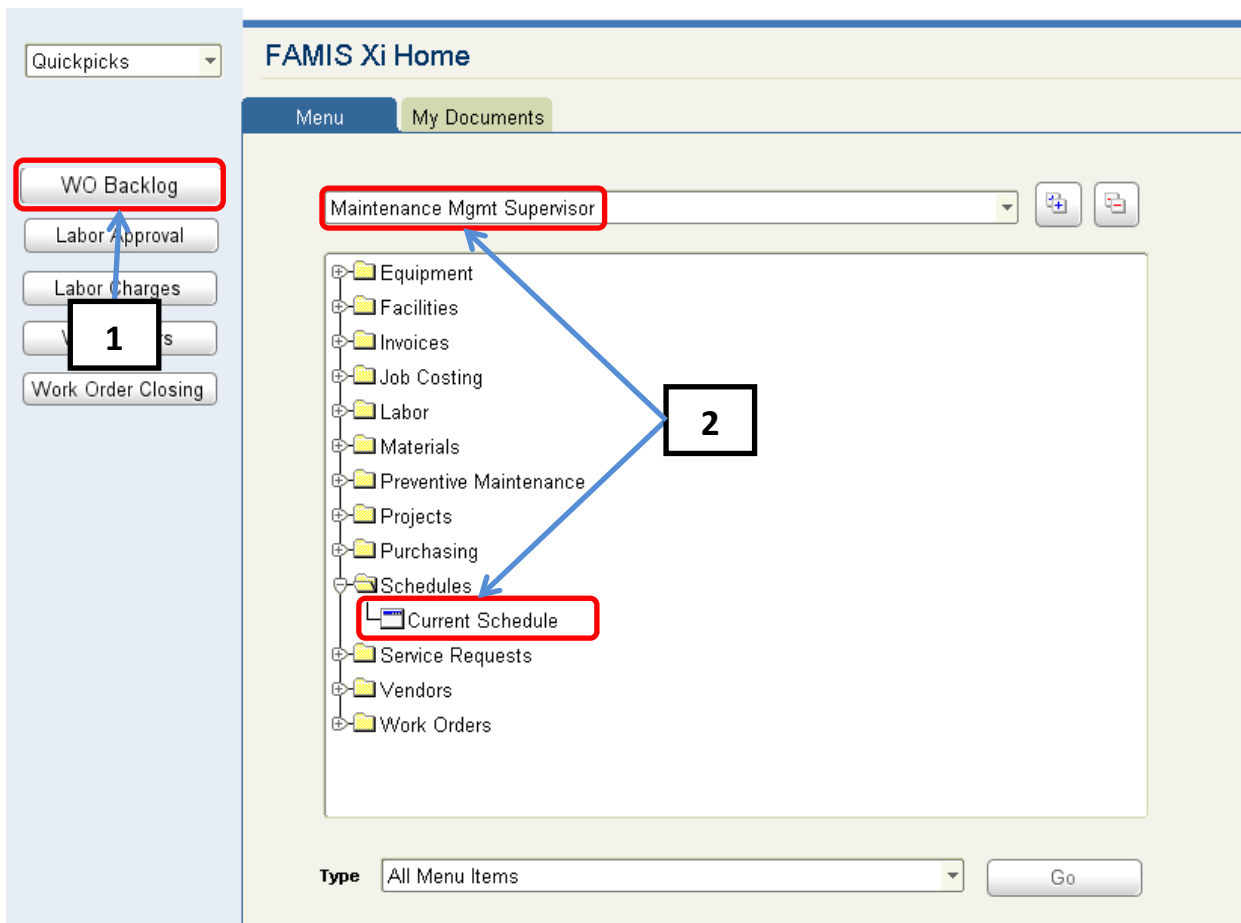 Quickpicks
FAMIS Xi Home
Menu
My Documents
WO Backlog
Labor Approval
Labor Charges
1
Work Order Closing
Maintenance Mgmt Supervisor
Equipment
Facilities
Invoices
Job Costing
Labor
Materials
Preventive Maintenance
Projects
Purchasing
Schedules
Current Schedule
Service Requests
Vendors
Work Orders
2
Type
All Menu Items
Go